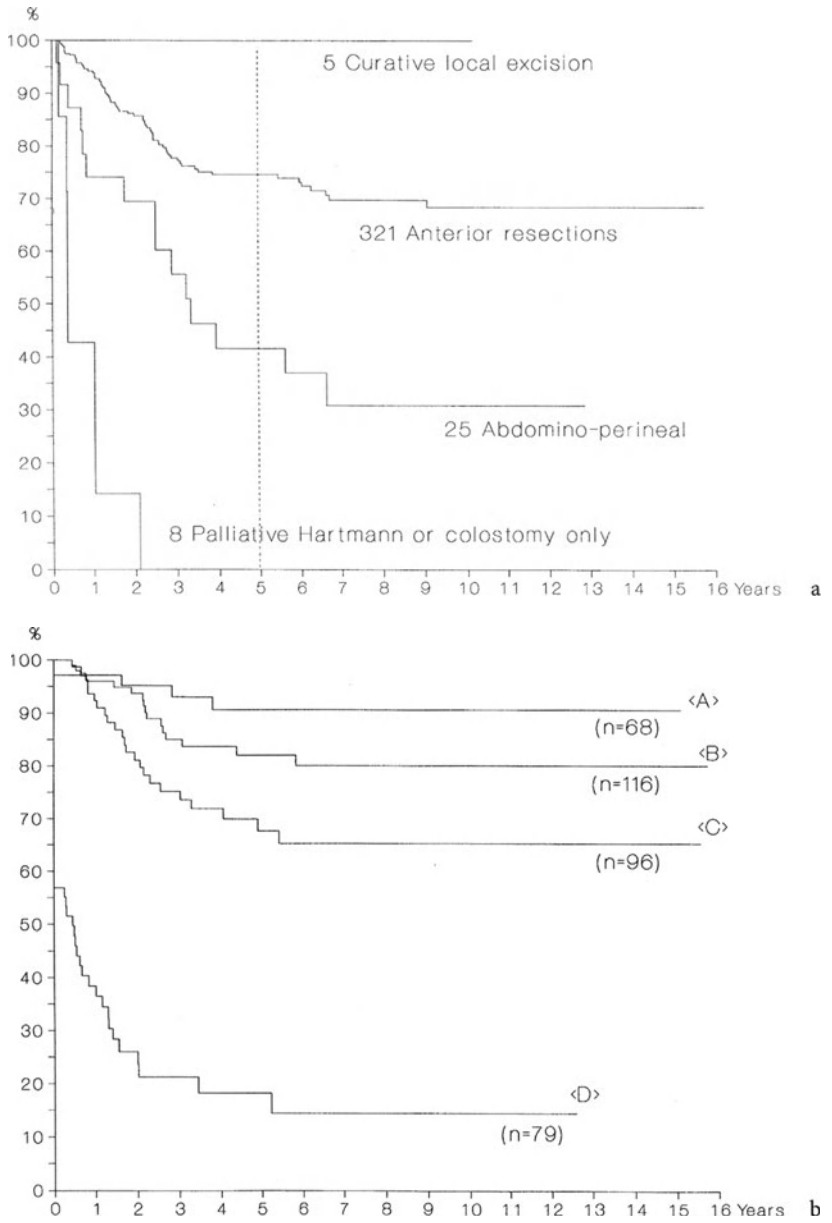 %
100
90
80
70
60
50
40
30
20
10
0
5 Curative local excision
321 Anterior resections
25 Abdomino-perineal
8 Palliative Hartmann or colostomy only
0 1 2 3 4 5 6 7 8 9 10 11 12 13 14 15 16 Years a
%
100
90
80
70
60
50
40
30
20
10
0
<A>
(n=68)
<B>
(n=116)
<C>
(n=96)
<D>
(n=79)
0 1 2 3 4 5 6 7 8 9 10 11 12 13 14 15 16 Years b